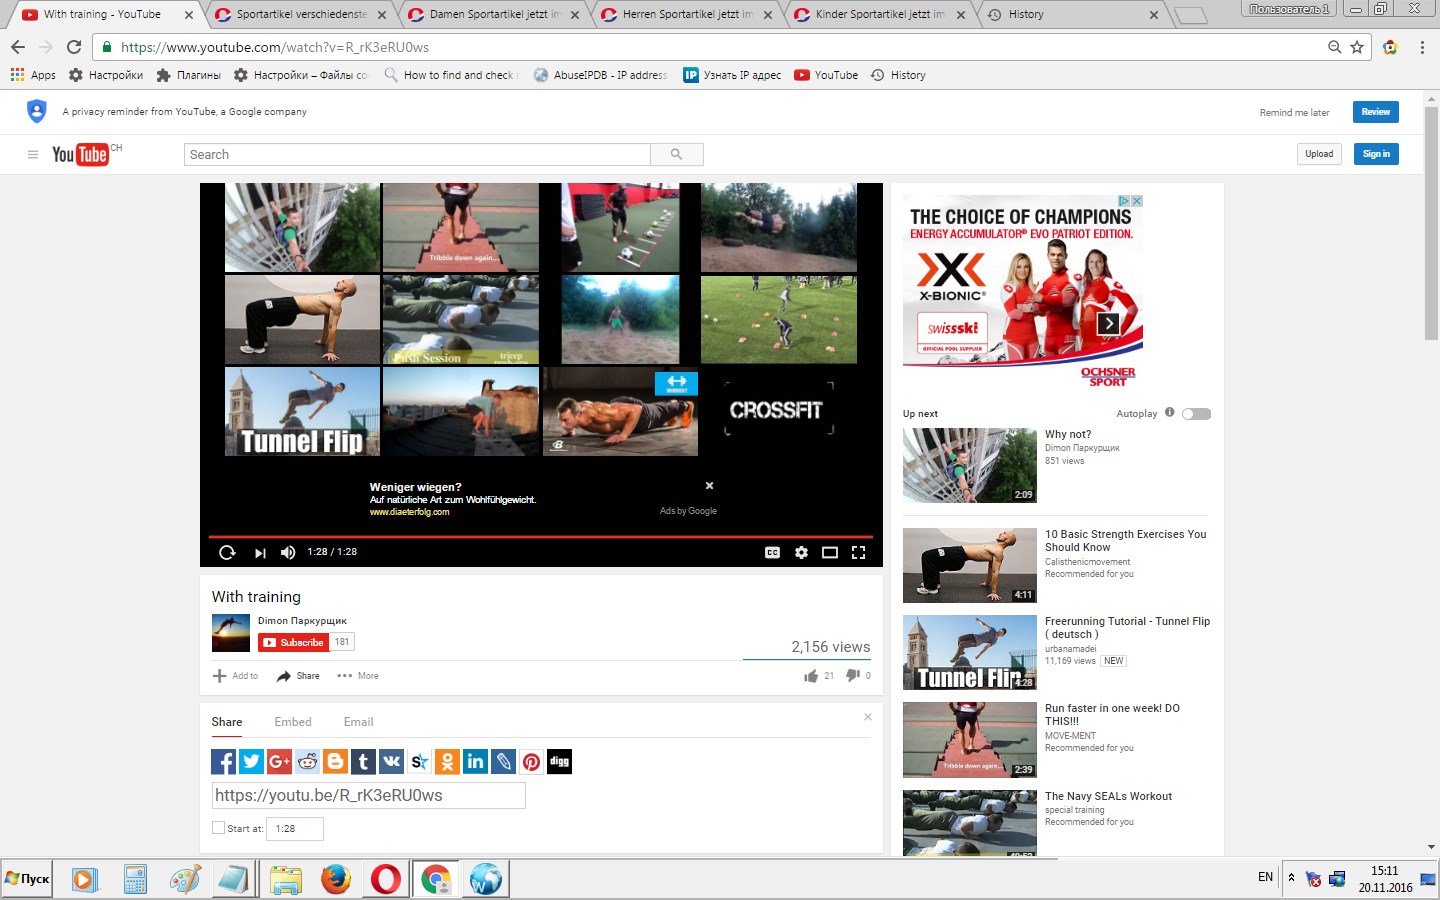 With training - YouTube
Sportartikel verschiedenste
Damen Sportartikel jetzt im
Herren Sportartikel jetzt im
Kinder Sportartikel jetzt im
History
Пользователь 1
https://www.youtube.com/watch?v=R_rK3eRU0ws
Apps
Настройки
Плагины
Настройки – Файлы co
How to find and check
AbuseIPDB - IP address
IP
Узнать IP адрес
YouTube
History
A privacy reminder from YouTube, a Google company
Remind me later
Review
YouTube CH
Search
Upload
Sign in
Tribble down again...
Push Session
tricep
WORKOUT
Tunnel Flip
B
CROSSFIT
Weniger wiegen?
Auf natürliche Art zum Wohlfühlgewicht.
www.diaeterfolg.com
Ads by Google
1:28 / 1:28
CC
With training
Dimon Паркурщик
Subscribe 181
2,156 views
Add to
Share
More
21
0
Share
Embed
Email
G+
t
in
digg
https://youtu.be/R_rK3eRU0ws
Start at: 1:28
THE CHOICE OF CHAMPIONS
ENERGY ACCUMULATOR® EVO PATRIOT EDITION.
X-BIONIC®
swissski
OFFICIAL POOL SUPPLIER
OCHSNER
SPORT
Up next
Autoplay
Why not?
Dimon Паркурщик
851 views
2:09
10 Basic Strength Exercises You
Should Know
Calisthenicmovement
Recommended for you
4:11
Freerunning Tutorial - Tunnel Flip
( deutsch )
urbanamadei
11,169 views NEW
Tunnel Flip
4:28
Run faster in one week! DO
THIS!!!
MOVE-MENT
Recommended for you
Tribble down again...
2:39
The Navy SEALs Workout
special training
Recommended for you
Пуск
EN
15:11
20.11.2016